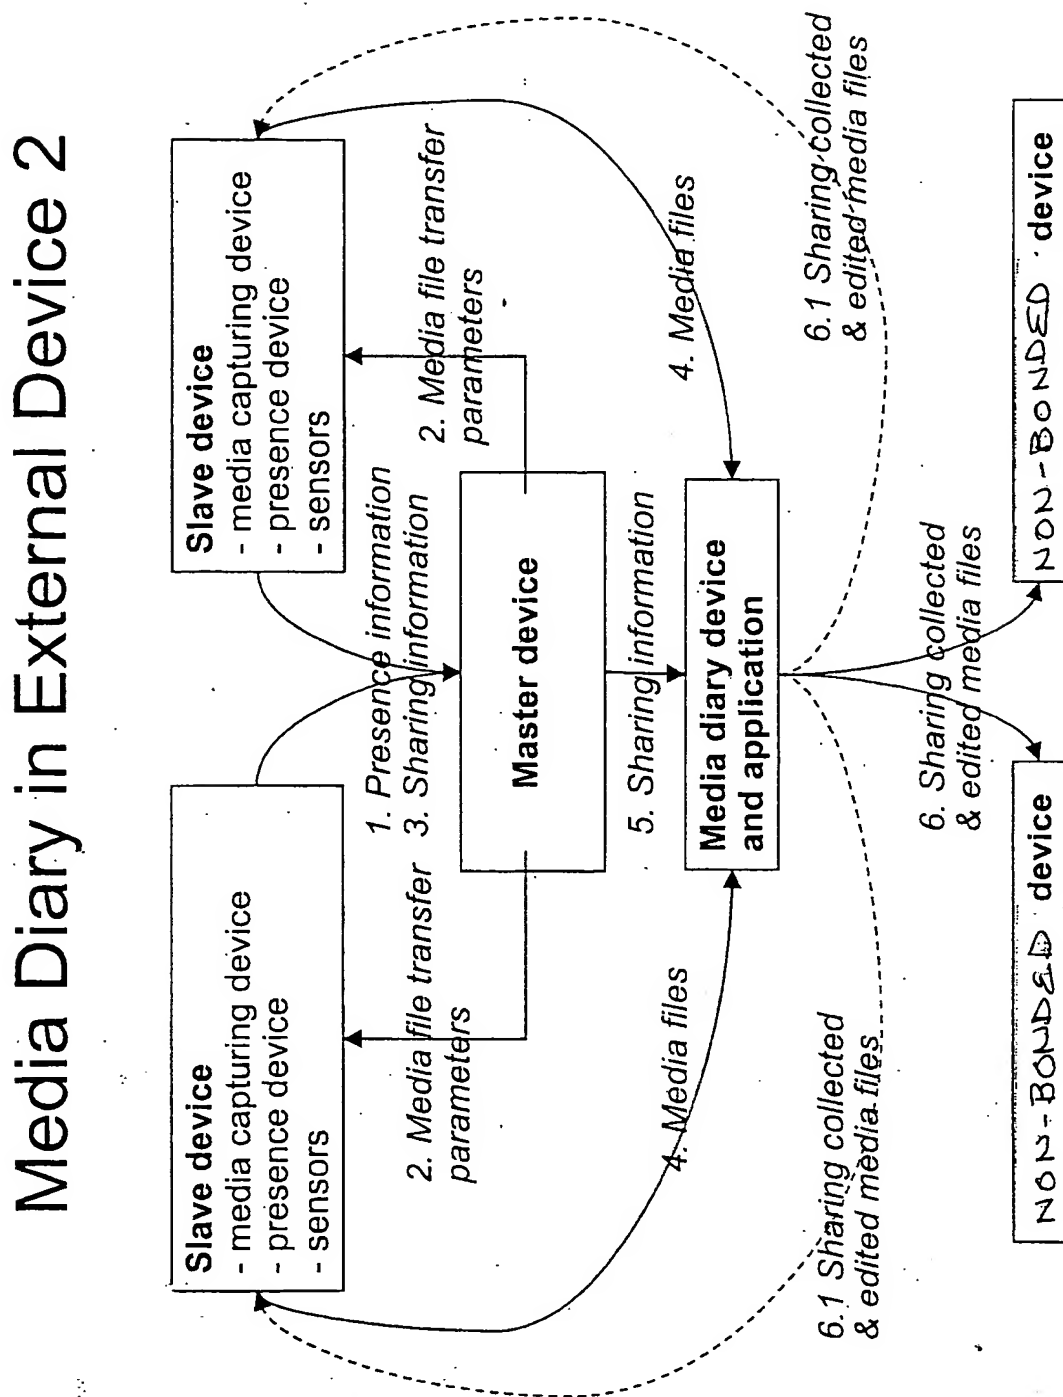 Media Diary in External Device 2
Slave device
- media capturing device
- presence device
- sensors
Slave device
- media capturing device
- presence device
- sensors
1. Presence information
3. Sharing information
2. Media file transfer
parameters
2. Media file transfer
parameters
Master device
4. Media files
5. Sharing information
4. Media files
Media diary device
and application
6.1 Sharing collected
& edited media files
6.1 Sharing collected
& edited media files
6. Sharing collected
& edited media files
NON-BONDED device
NON-BONDED device